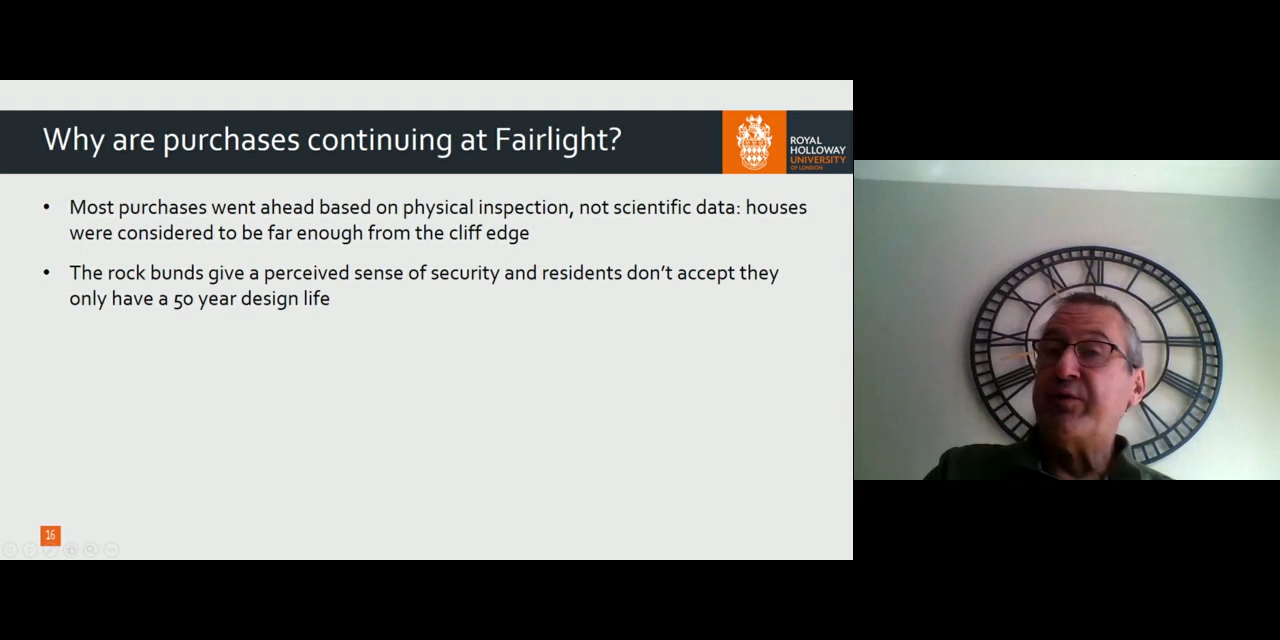 Why are purchases continuing at Fairlight?
ROYAL
HOLLOWAY
UNIVERSITY
OF LONDON
• Most purchases went ahead based on physical inspection, not scientific data: houses
were considered to be far enough from the cliff edge
• The rock bunds give a perceived sense of security and residents don’t accept they
only have a 50 year design life
16